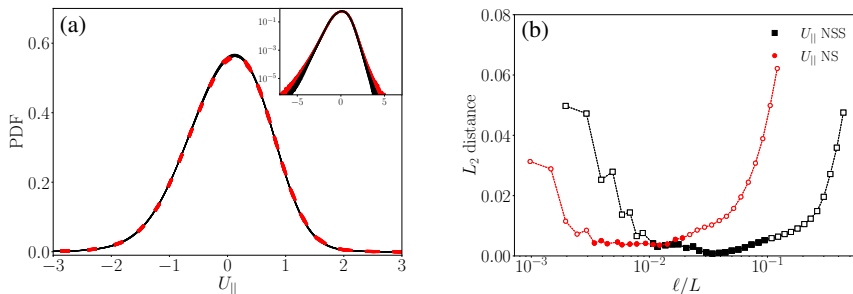 (a)
PDF
0.6
0.4
0.2
0.0
−3 −2 −1 0 1 2 3
U||
10⁻¹
10⁻³
10⁻⁵
−5 0 5
(b)
L₂ distance
0.08
0.06
0.04
0.02
0.00
10⁻³ 10⁻² 10⁻¹
ℓ/L
U|| NSS
U|| NS